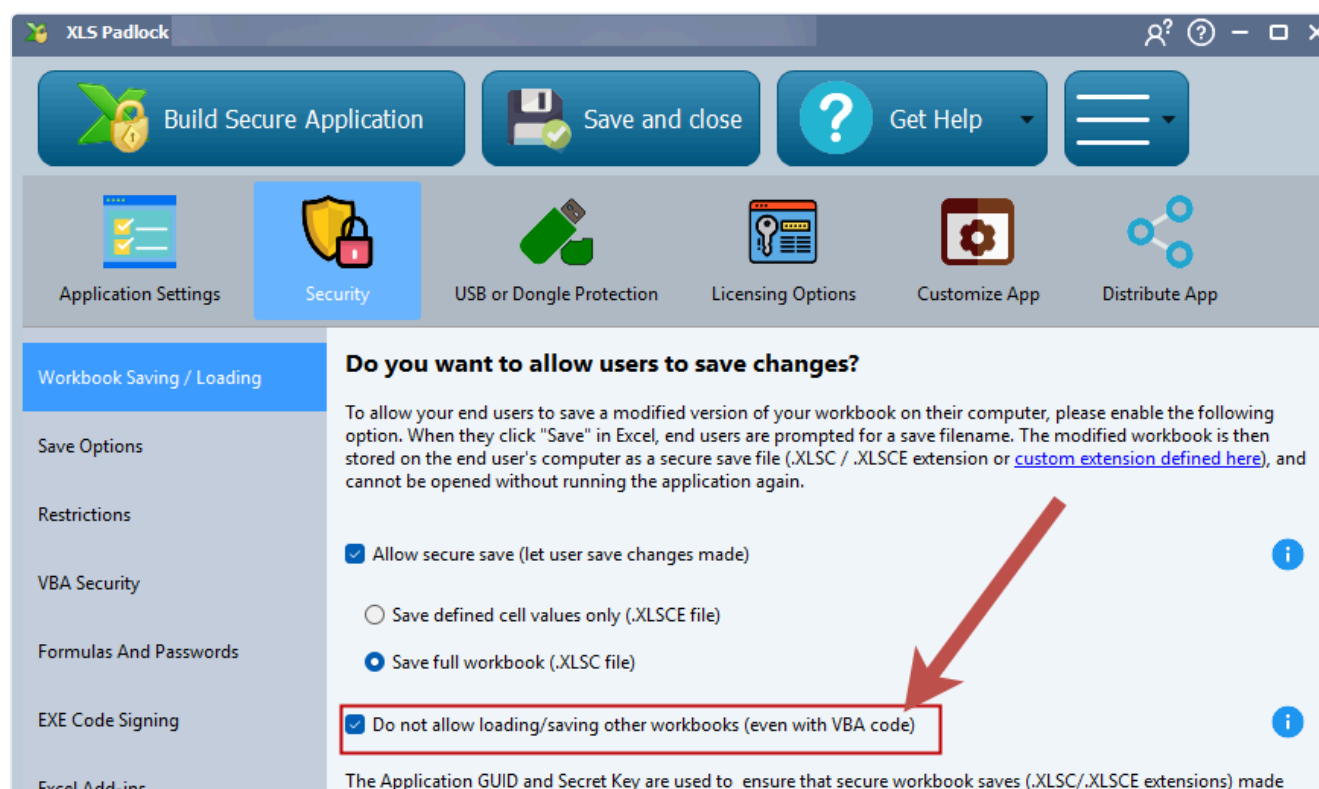 XLS Padlock
Build Secure Application
Save and close
Get Help
Application Settings
Security
USB or Dongle Protection
Licensing Options
Customize App
Distribute App
Workbook Saving / Loading
Save Options
Restrictions
VBA Security
Formulas And Passwords
EXE Code Signing
Excel Add-ins
Do you want to allow users to save changes?
To allow your end users to save a modified version of your workbook on their computer, please enable the following
option. When they click "Save" in Excel, end users are prompted for a save filename. The modified workbook is then
stored on the end user's computer as a secure save file (.XLSC / .XLSCE extension or custom extension defined here), and
cannot be opened without running the application again.
Allow secure save (let user save changes made)
Save defined cell values only (.XLSCE file)
Save full workbook (.XLSC file)
Do not allow loading/saving other workbooks (even with VBA code)
The Application GUID and Secret Key are used to ensure that secure workbook saves (.XLSC/.XLSCE extensions) made